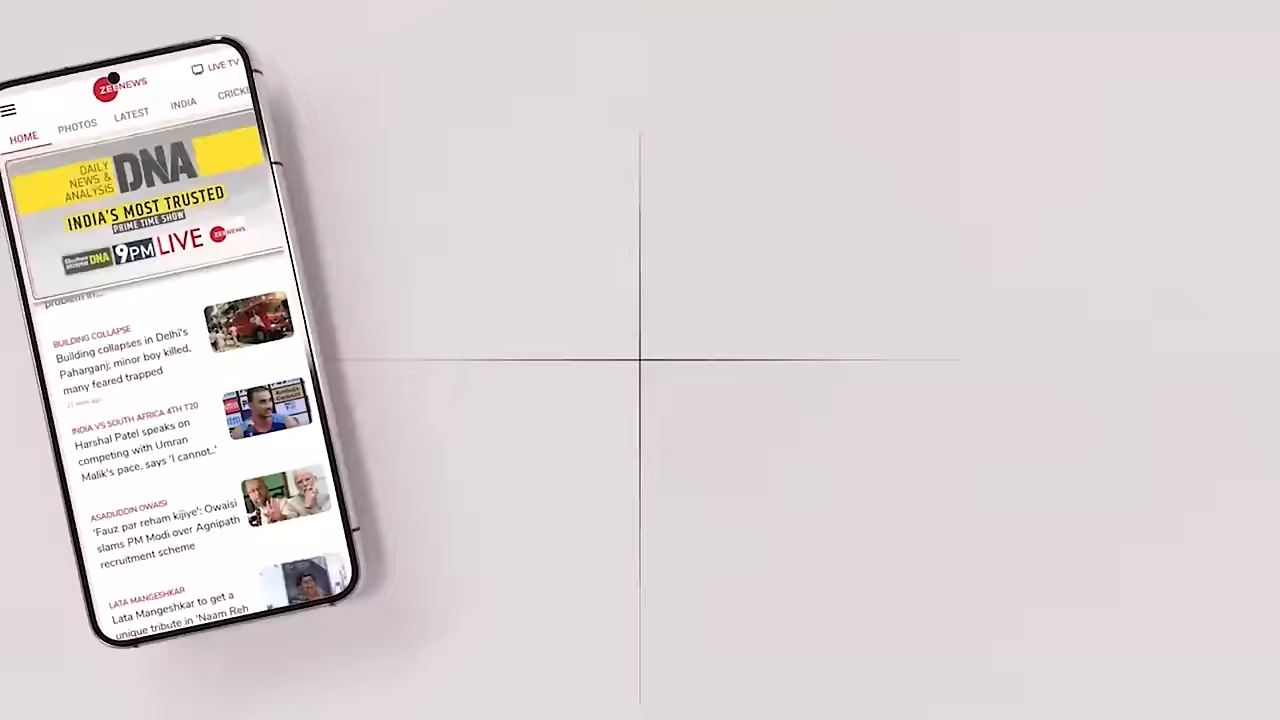 ZEE NEWS
LIVE TV
HOME
PHOTOS
LATEST
INDIA
CRICKE
DAILY
NEWS &
ANALYSIS
DNA
INDIA'S MOST TRUSTED
PRIME TIME SHOW
DNA
9PM
LIVE
ZEE NEWS
problem in...
BUILDING COLLAPSE
Building collapses in Delhi's
Paharganj; minor boy killed,
many feared trapped
INDIA VS SOUTH AFRICA 4TH T20
Harshal Patel speaks on
competing with Umran
Malik's pace, says 'I cannot..'
ASADUDDIN OWAISI
'Fauz par reham kijiye': Owaisi
slams PM Modi over Agnipath
recruitment scheme
LATA MANGESHKAR
Lata Mangeshkar to get a
unique tribute in 'Naam Reh